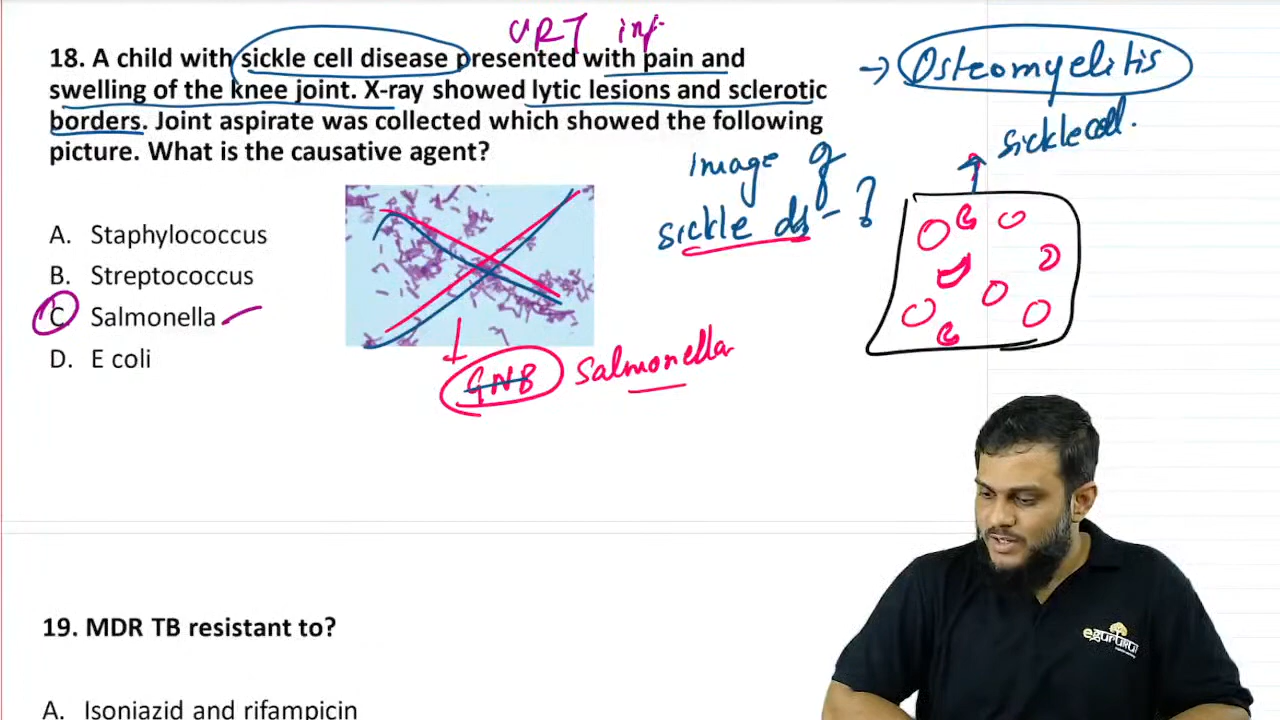 URT inf
18. A child with sickle cell disease presented with pain and
swelling of the knee joint. X-ray showed lytic lesions and sclerotic
borders. Joint aspirate was collected which showed the following
picture. What is the causative agent?
→ Osteomyelitis
sickle cell.
image of
sickle ds - ?
A. Staphylococcus
B. Streptococcus
C. Salmonella
D. E coli
GNB Salmonella
19. MDR TB resistant to?
A. Isoniazid and rifampicin
egurukul